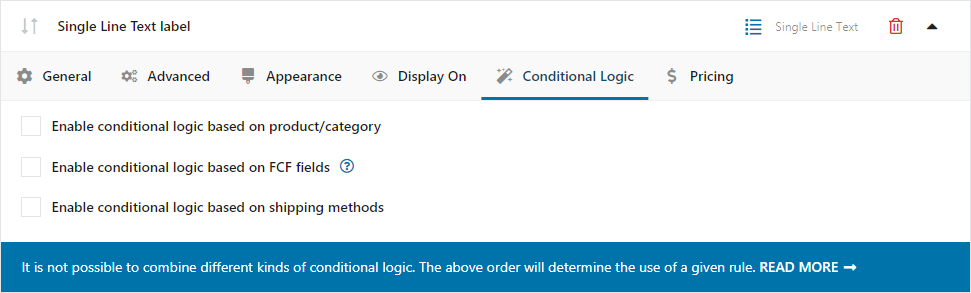 Single Line Text label Single Line Text
General Advanced Appearance Display On Conditional Logic $ Pricing
Enable conditional logic based on product/category
Enable conditional logic based on FCF fields ?
Enable conditional logic based on shipping methods
It is not possible to combine different kinds of conditional logic. The above order will determine the use of a given rule. READ MORE →